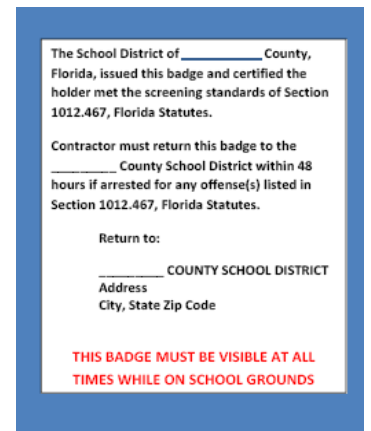 The School District of ______________ County,
Florida, issued this badge and certified the
holder met the screening standards of Section
1012.467, Florida Statutes.
Contractor must return this badge to the
__________ County School District within 48
hours if arrested for any offense(s) listed in
Section 1012.467, Florida Statutes.
Return to:
__________ COUNTY SCHOOL DISTRICT
Address
City, State Zip Code
THIS BADGE MUST BE VISIBLE AT ALL
TIMES WHILE ON SCHOOL GROUNDS